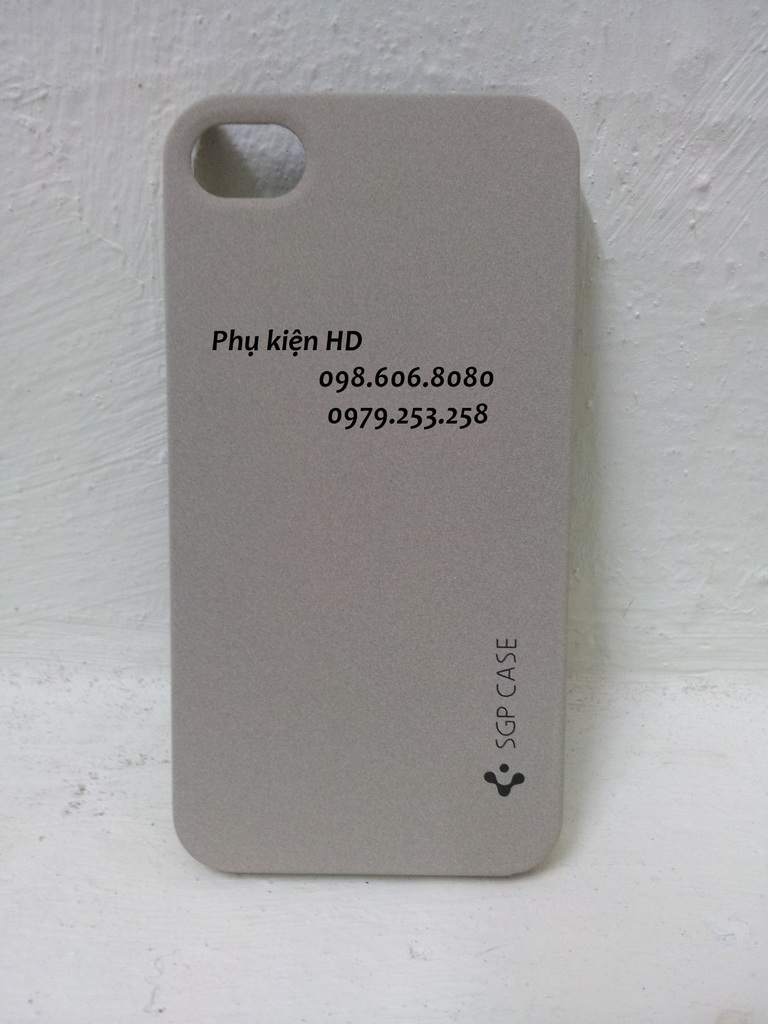 Phụ kiện HD
098.606.8080
0979.253.258
SGP CASE